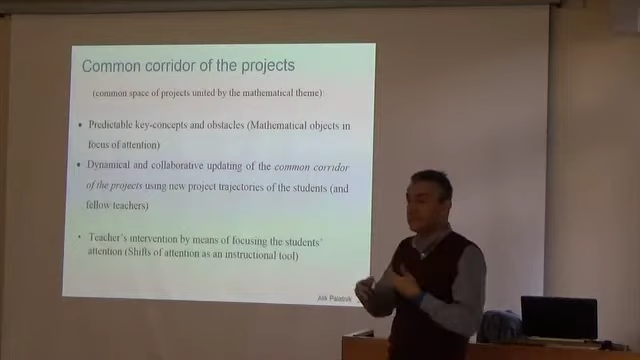 Common corridor of the projects
(common space of projects united by the mathematical theme)
• Predictable key-concepts and obstacles (Mathematical objects in
focus of attention)
• Dynamical and collaborative updating of the common corridor
of the projects using new project trajectories of the students (and
fellow teachers)
• Teacher's intervention by means of focusing the students'
attention (Shifts of attention as an instructional tool)
Alik Palatnik